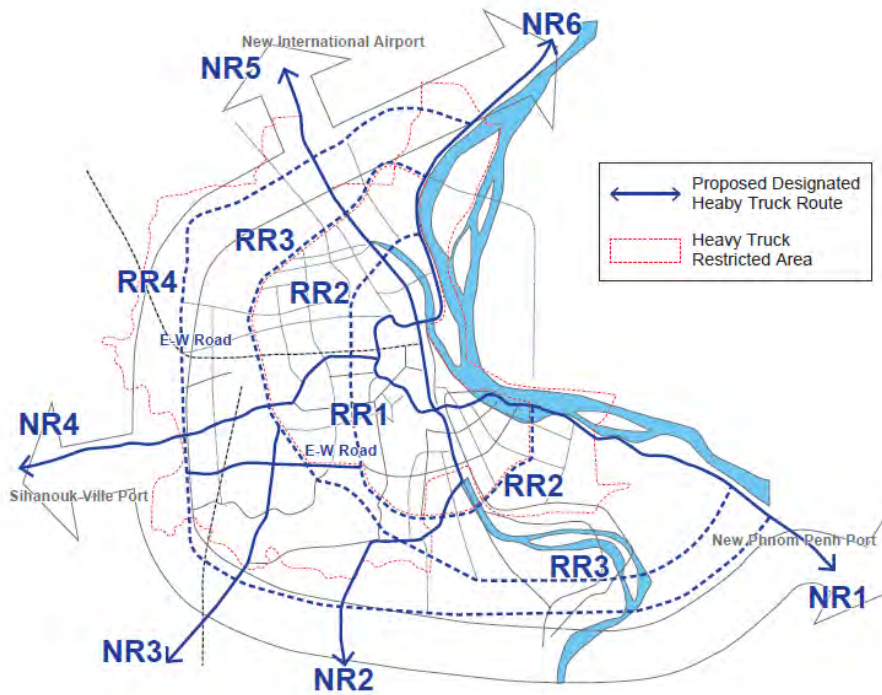 NR6
New International Airport
NR5
Proposed Designated
Heaby Truck Route
Heavy Truck
Restricted Area
RR3
RR4
RR2
E-W Road
NR4
RR1
E-W Road
Sihanouk-Ville Port
RR2
New Phnom Penh Port
RR3
NR1
NR3
NR2